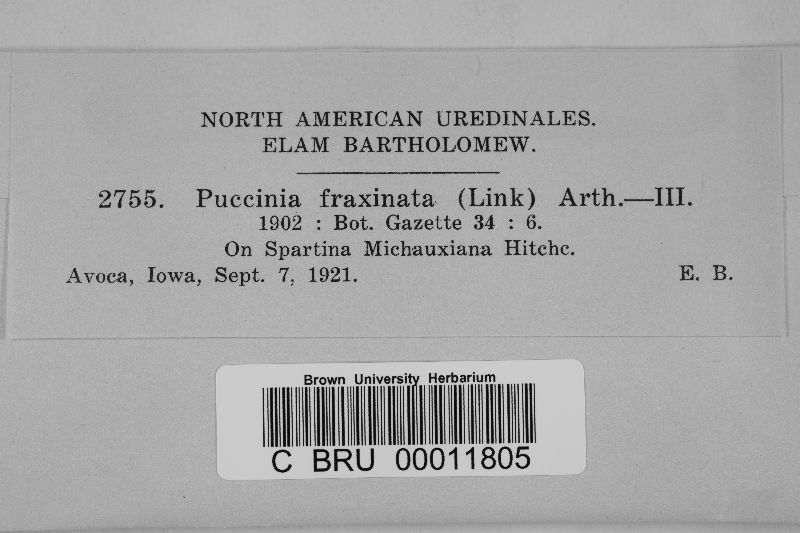 NORTH AMERICAN UREDINALES.
ELAM BARTHOLOMEW.
2755. Puccinia fraxinata (Link) Arth.—III.
1902 : Bot. Gazette 34 : 6.
On Spartina Michauxiana Hitchc.
Avoca, Iowa, Sept. 7, 1921. E. B.
Brown University Herbarium
C BRU 00011805